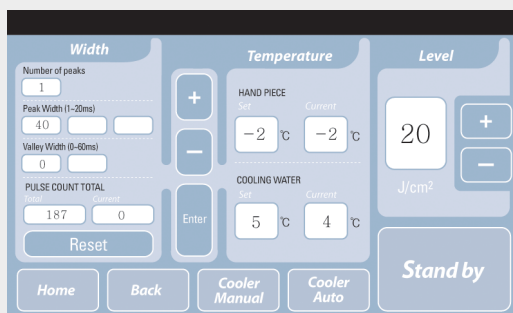 Width
Number of peaks
1
Peak Width (1~20ms)
40
Valley Width (0~60ms)
0
PULSE COUNT TOTAL
Total Current
187 0
Reset
+
−
Enter
Temperature
HAND PIECE
Set Current
−2 ℃ −2 ℃
COOLING WATER
Set Current
5 ℃ 4 ℃
Level
20
J/cm²
+
−
Home
Back
Cooler
Manual
Cooler
Auto
Stand by